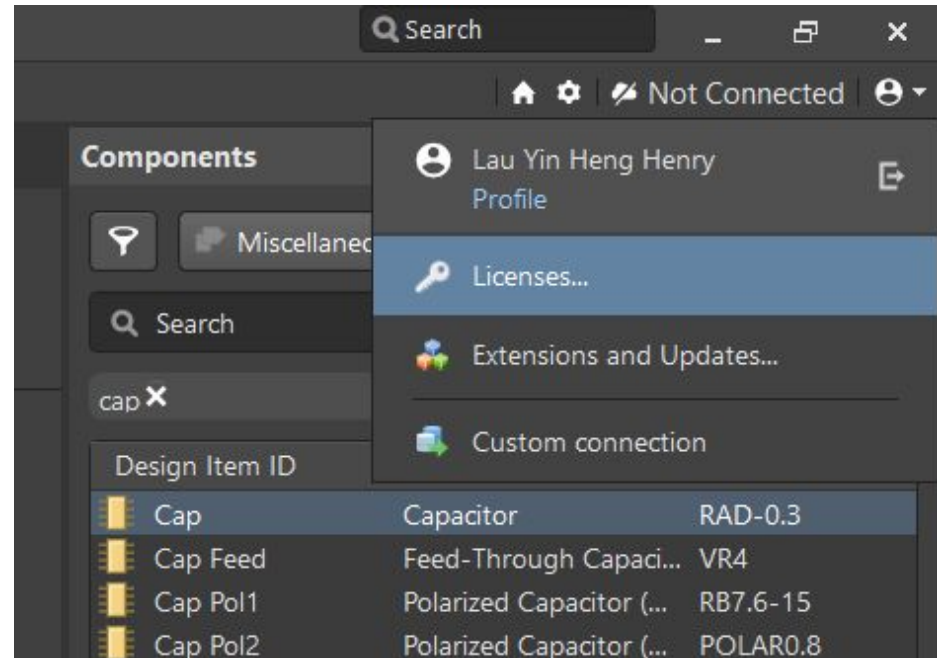 Search
Not Connected
Components
Lau Yin Heng Henry
Profile
Miscellanec
Licenses...
Search
Extensions and Updates...
cap
Custom connection
Design Item ID
Cap Capacitor RAD-0.3
Cap Feed Feed-Through Capaci... VR4
Cap Pol1 Polarized Capacitor (... RB7.6-15
Cap Pol2 Polarized Capacitor (... POLAR0.8